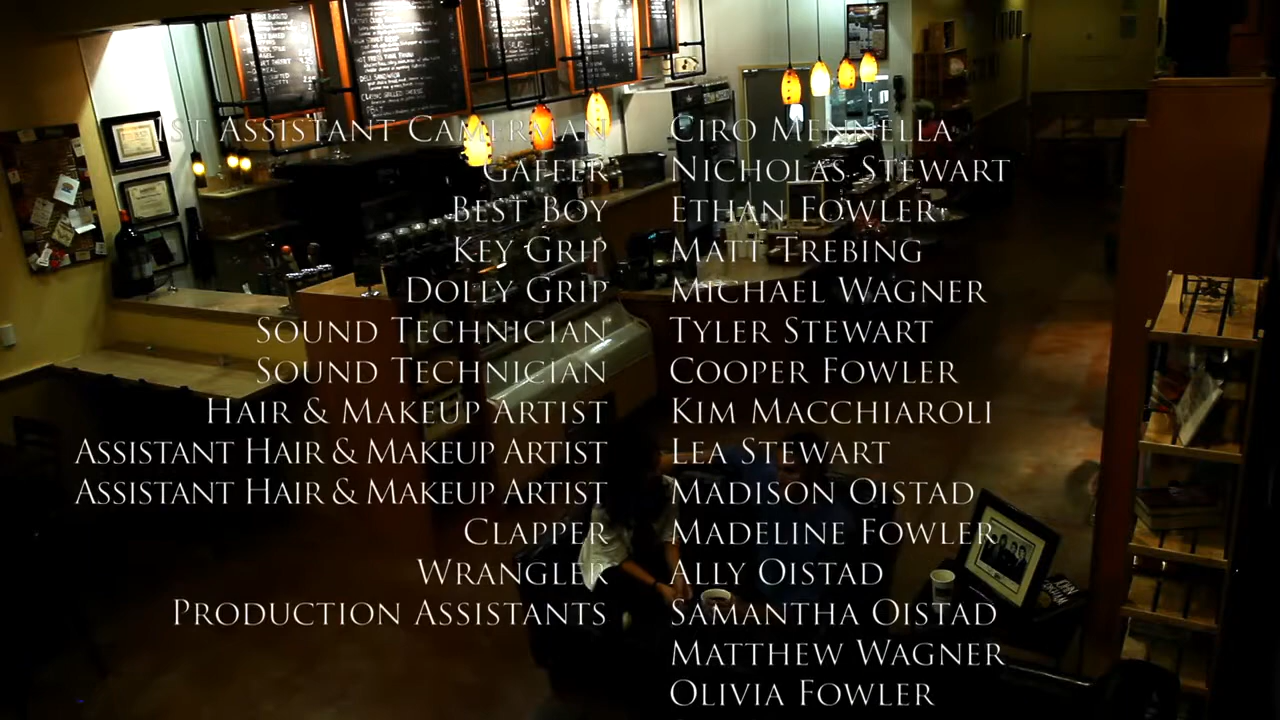 1st Assistant Camerman Ciro Mennella
Gaffer Nicholas Stewart
Best Boy Ethan Fowler
Key Grip Matt Trebing
Dolly Grip Michael Wagner
Sound Technician Tyler Stewart
Sound Technician Cooper Fowler
Hair & Makeup Artist Kim Macchiaroli
Assistant Hair & Makeup Artist Lea Stewart
Assistant Hair & Makeup Artist Madison Oistad
Clapper Madeline Fowler
Wrangler Ally Oistad
Production Assistants Samantha Oistad
Matthew Wagner
Olivia Fowler